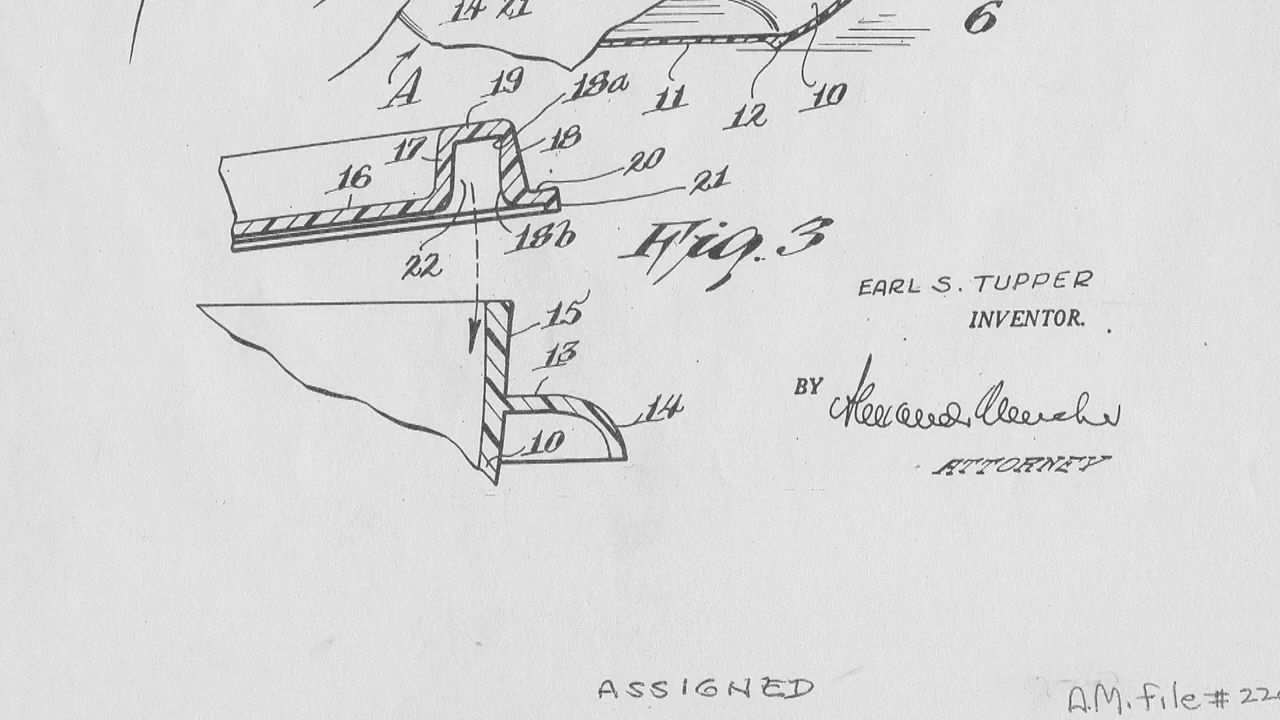 14 21
6
A
19
18a
11
12
10
17
18
16
20
21
22
18b
Fig. 3
EARL S. TUPPER
INVENTOR.
15
13
BY
14
10
ATTORNEY
ASSIGNED
A.M. file # 22